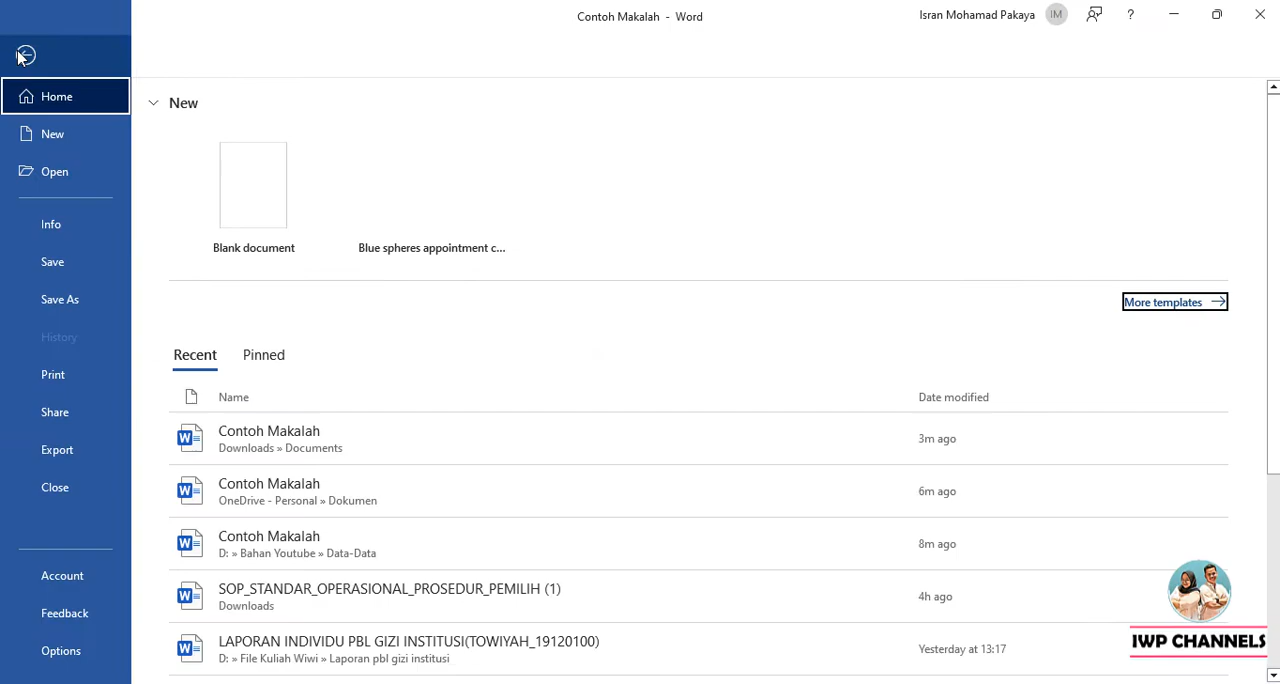 Contoh Makalah - Word
Isran Mohamad Pakaya IM ?
Home
New
Open
Info
Save
Save As
History
Print
Share
Export
Close
Account
Feedback
Options
New
Blank document
Blue spheres appointment c...
More templates
Recent Pinned
Name Date modified
Contoh Makalah
Downloads » Documents
3m ago
Contoh Makalah
OneDrive - Personal » Dokumen
6m ago
Contoh Makalah
D: » Bahan Youtube » Data-Data
8m ago
SOP_STANDAR_OPERASIONAL_PROSEDUR_PEMILIH (1)
Downloads
4h ago
LAPORAN INDIVIDU PBL GIZI INSTITUSI(TOWIYAH_19120100)
D: » File Kuliah Wiwi » Laporan pbl gizi institusi
Yesterday at 13:17
IWP CHANNELS